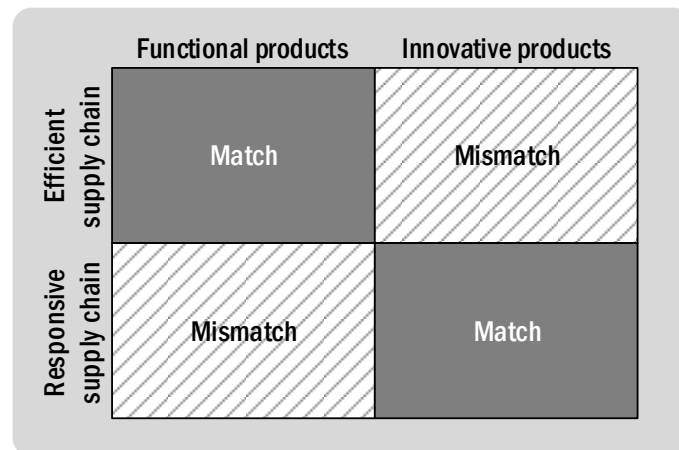 Functional products
Innovative products
Efficient
supply chain
Match
Mismatch
Responsive
supply chain
Mismatch
Match